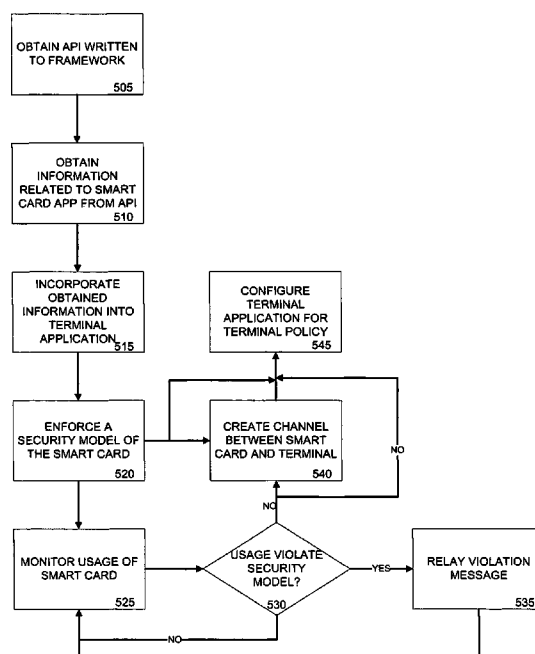 OBTAIN API WRITTEN
TO FRAMEWORK
505
OBTAIN
INFORMATION
RELATED TO SMART
CARD APP FROM API
510
INCORPORATE
OBTAINED
INFORMATION INTO
TERMINAL
APPLICATION
515
CONFIGURE
TERMINAL
APPLICATION FOR
TERMINAL POLICY
545
ENFORCE A
SECURITY MODEL OF
THE SMART CARD
520
CREATE CHANNEL
BETWEEN SMART
CARD AND TERMINAL
540
NO
NO
MONITOR USAGE OF
SMART CARD
525
USAGE VIOLATE
SECURITY
MODEL?
530
YES
RELAY VIOLATION
MESSAGE
535
NO